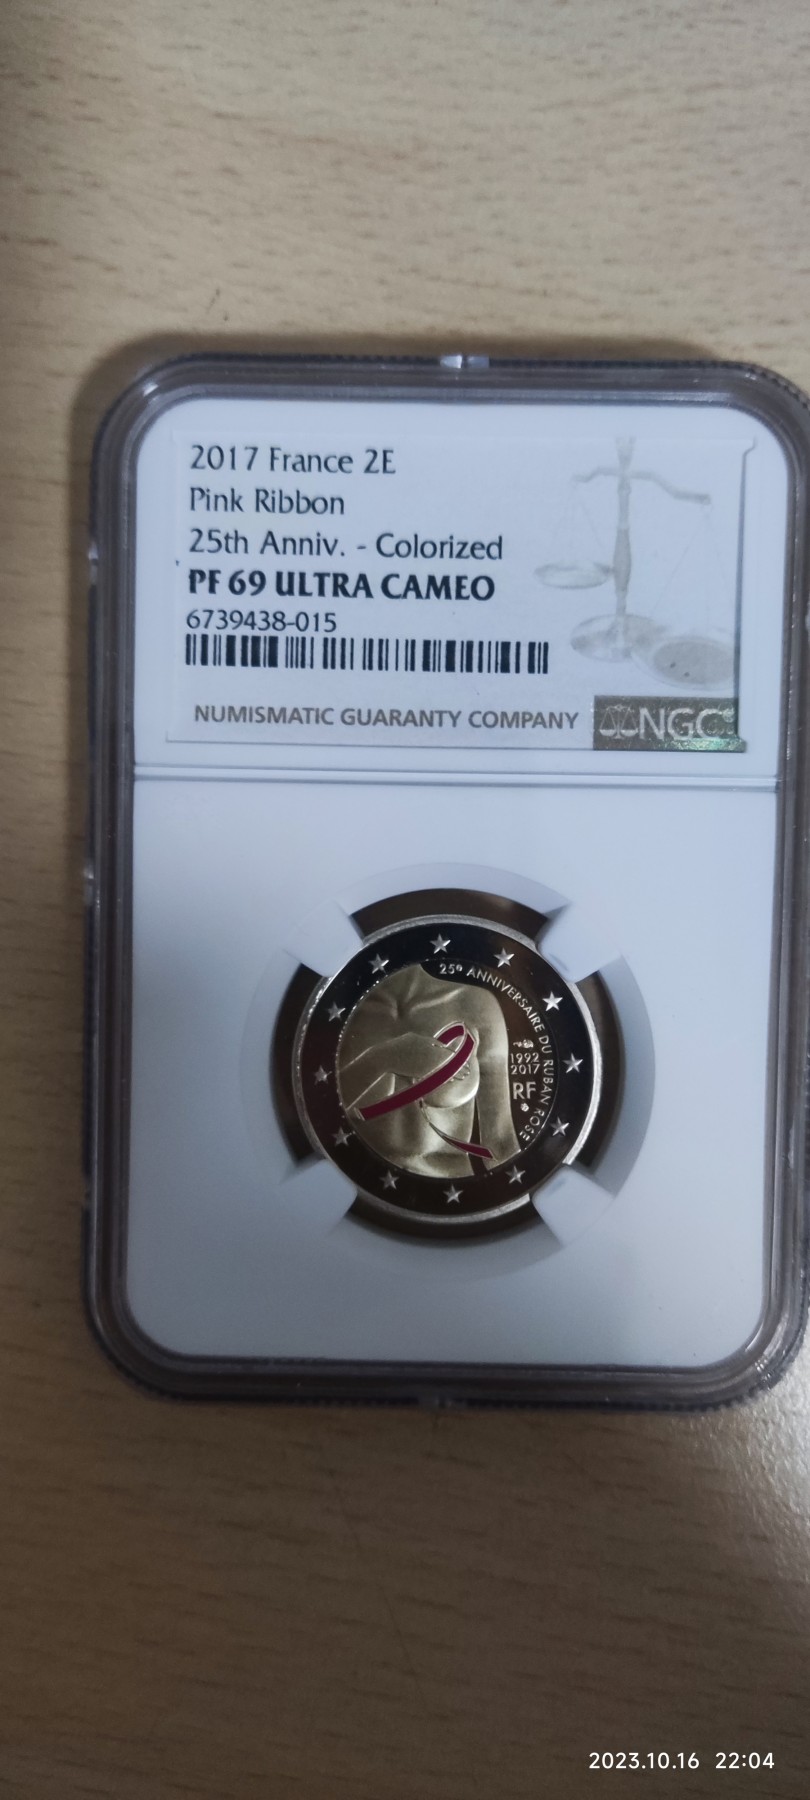 2017 France 2E
Pink Ribbon
25th Anniv. - Colorized
PF 69 ULTRA CAMEO
6739438-015
NUMISMATIC GUARANTY COMPANY
NGC
25e ANNIVERSAIRE DU RUBAN ROSE
1992
2017
RF
2023.10.16 22:04